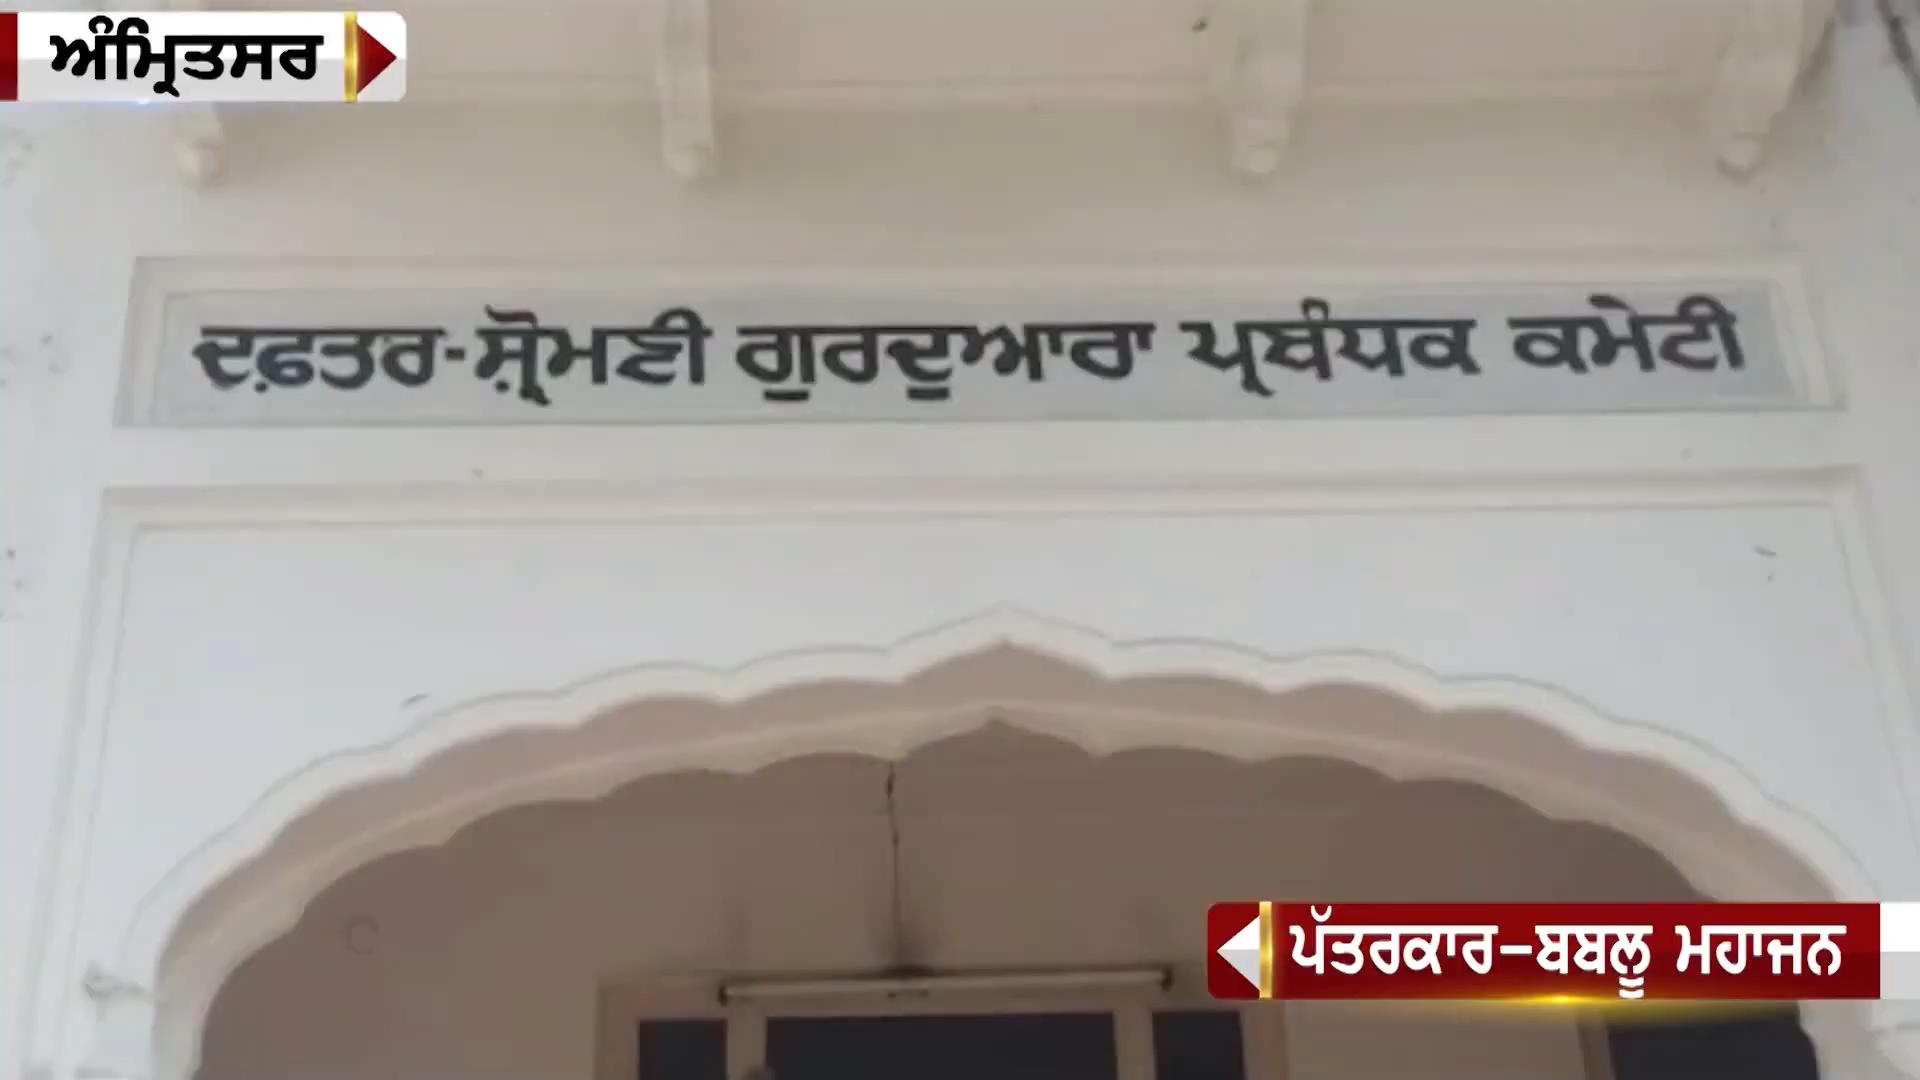 ਅੰਮ੍ਰਿਤਸਰ
ਦਫ਼ਤਰ-ਸ਼੍ਰੋਮਣੀ ਗੁਰਦੁਆਰਾ ਪ੍ਰਬੰਧਕ ਕਮੇਟੀ
ਪੱਤਰਕਾਰ-ਬਬਲੂ ਮਹਾਜਨ